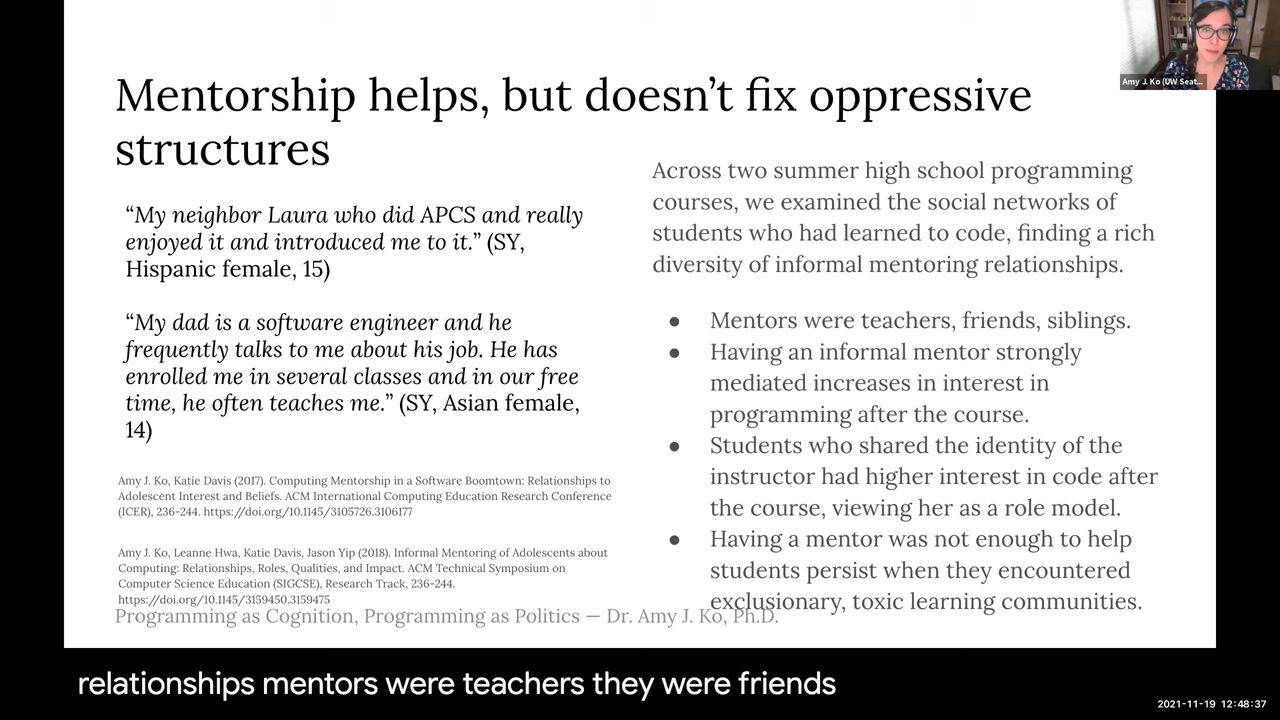 Mentorship helps, but doesn’t fix oppressive
structures
“My neighbor Laura who did APCS and really
enjoyed it and introduced me to it.” (SY,
Hispanic female, 15)
“My dad is a software engineer and he
frequently talks to me about his job. He has
enrolled me in several classes and in our free
time, he often teaches me.” (SY, Asian female,
14)
Amy J. Ko, Katie Davis (2017). Computing Mentorship in a Software Boomtown: Relationships to
Adolescent Interest and Beliefs. ACM International Computing Education Research Conference
(ICER), 236-244. https://doi.org/10.1145/3105726.3106177
Amy J. Ko, Leanne Hwa, Katie Davis, Jason Yip (2018). Informal Mentoring of Adolescents about
Computing: Relationships, Roles, Qualities, and Impact. ACM Technical Symposium on
Computer Science Education (SIGCSE), Research Track, 236-244.
https://doi.org/10.1145/3159450.3159475
Across two summer high school programming
courses, we examined the social networks of
students who had learned to code, finding a rich
diversity of informal mentoring relationships.
● Mentors were teachers, friends, siblings.
● Having an informal mentor strongly
mediated increases in interest in
programming after the course.
● Students who shared the identity of the
instructor had higher interest in code after
the course, viewing her as a role model.
● Having a mentor was not enough to help
students persist when they encountered
exclusionary, toxic learning communities.
Programming as Cognition, Programming as Politics — Dr. Amy J. Ko, Ph.D.
Amy J. Ko (UW Seat...
relationships mentors were teachers they were friends
2021-11-19 12:48:37